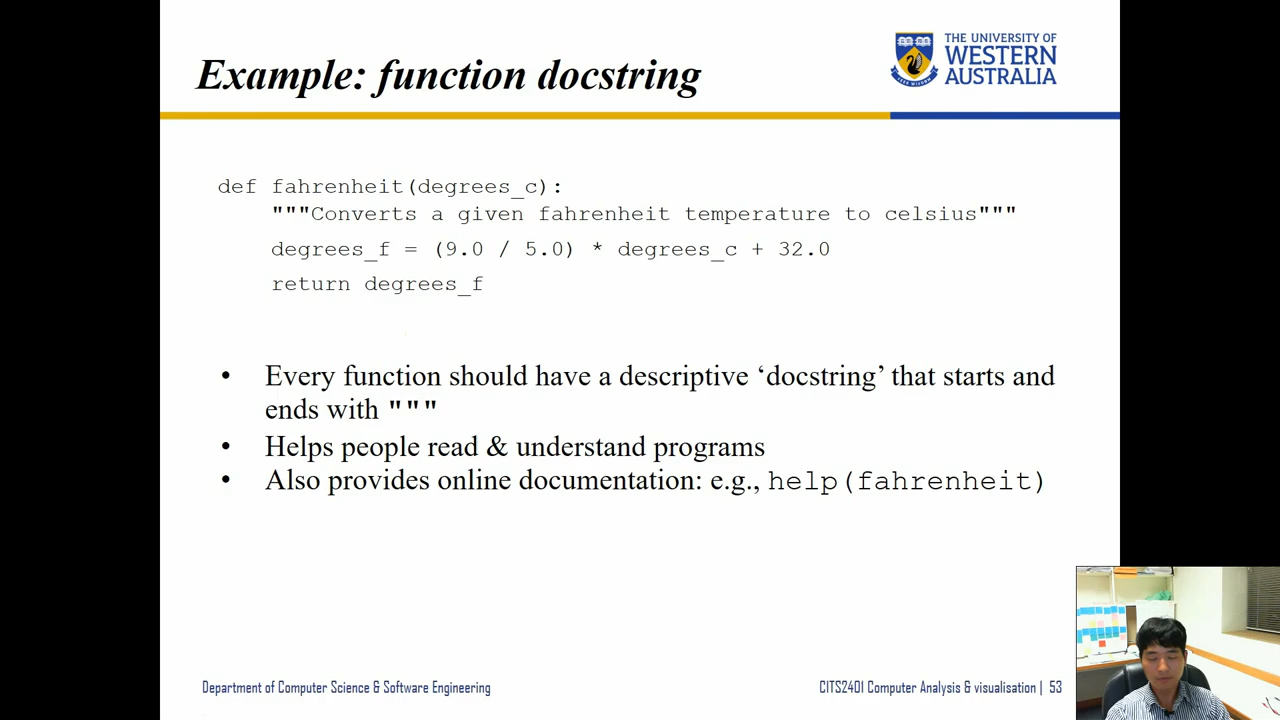 Example: function docstring
THE UNIVERSITY OF
WESTERN
AUSTRALIA
def fahrenheit(degrees_c):
"""Converts a given fahrenheit temperature to celsius"""
degrees_f = (9.0 / 5.0) * degrees_c + 32.0
return degrees_f
• Every function should have a descriptive ‘docstring’ that starts and
ends with """
• Helps people read & understand programs
• Also provides online documentation: e.g., help(fahrenheit)
Department of Computer Science & Software Engineering
CITS2401 Computer Analysis & visualisation | 53